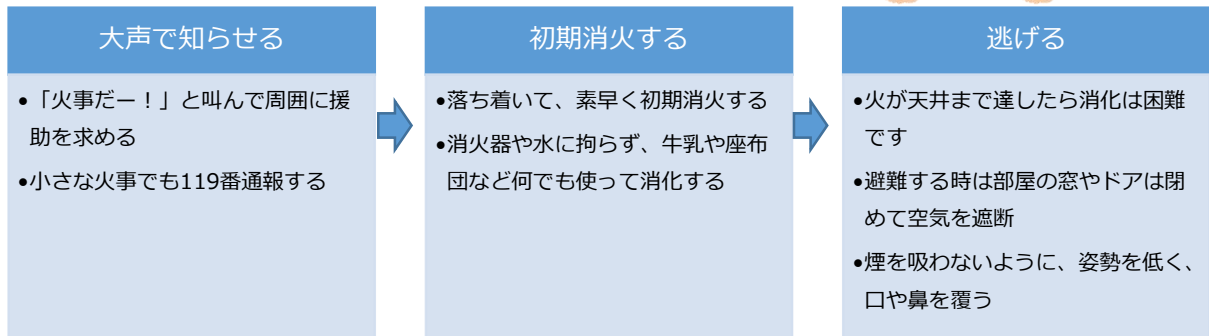 大声で知らせる
•「火事だー！」と叫んで周囲に援
助を求める
•小さな火事でも119番通報する
初期消火する
•落ち着いて、素早く初期消火する
•消火器や水に拘らず、牛乳や座布
団など何でも使って消化する
逃げる
•火が天井まで達したら消化は困難
です
•避難する時は部屋の窓やドアは閉
めて空気を遮断
•煙を吸わないように、姿勢を低く、
口や鼻を覆う